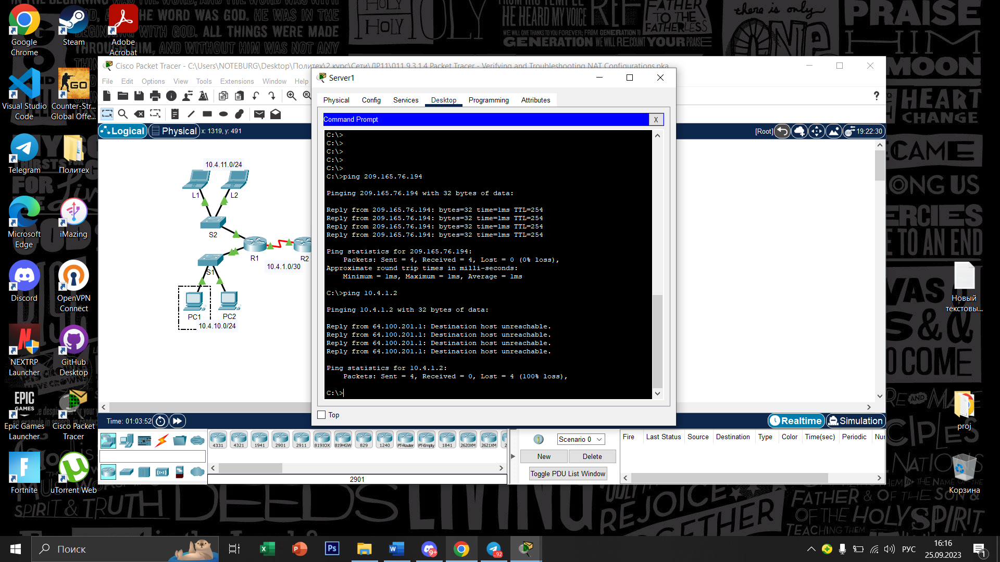 Google Chrome
Steam
Adobe Acrobat
Visual Studio Code
Counter-Str... Global Offe...
Telegram
Политех
Microsoft Edge
iMazing
Discord
OpenVPN Connect
NEXTRP Launcher
GitHub Desktop
Epic Games Launcher
Cisco Packet Tracer
Fortnite
uTorrent Web
Новый текстовы...
proj
Корзина
Cisco Packet Tracer - C:\Users\NOTEBURG\Desktop\Политех\2 курс\Сети\ЛР11\011 9.3.1.4 Packet Tracer - Verifying and Troubleshooting NAT Configurations.pka
File Edit Options View Tools Extensions Window Help
Logical
Physical
x: 1319, y: 491
[Root]
19:22:30
10.4.11.0/24
L1
L2
S2
R1
R2
10.4.1.0/30
S1
PC1
PC2
10.4.10.0/24
Server1
Physical Config Services Desktop Programming Attributes
Command Prompt
X
C:\>
C:\>
C:\>
C:\>
C:\>
C:\>ping 209.165.76.194
Pinging 209.165.76.194 with 32 bytes of data:
Reply from 209.165.76.194: bytes=32 time=1ms TTL=254
Reply from 209.165.76.194: bytes=32 time=1ms TTL=254
Reply from 209.165.76.194: bytes=32 time=1ms TTL=254
Reply from 209.165.76.194: bytes=32 time=1ms TTL=254
Ping statistics for 209.165.76.194:
Packets: Sent = 4, Received = 4, Lost = 0 (0% loss),
Approximate round trip times in milli-seconds:
Minimum = 1ms, Maximum = 1ms, Average = 1ms
C:\>ping 10.4.1.2
Pinging 10.4.1.2 with 32 bytes of data:
Reply from 64.100.201.1: Destination host unreachable.
Reply from 64.100.201.1: Destination host unreachable.
Reply from 64.100.201.1: Destination host unreachable.
Reply from 64.100.201.1: Destination host unreachable.
Ping statistics for 10.4.1.2:
Packets: Sent = 4, Received = 0, Lost = 4 (100% loss),
C:\>
Top
Time: 01:03:52
Realtime
Simulation
4331 4321 1941 2901 2911 819IOX 819HGW 829 1240 PT-Router PT-Empty 1841 2620XM 2621XM
2901
Scenario 0
New
Delete
Toggle PDU List Window
Fire Last Status Source Destination Type Color Time(sec) Periodic Nur
Поиск
РУС
16:16
25.09.2023